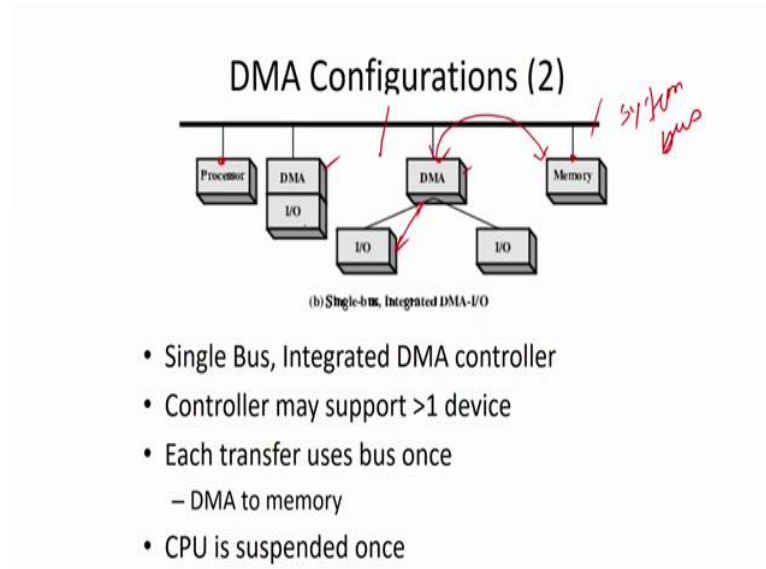 DMA Configurations (2)
system
bus
Processor
DMA
I/O
DMA
Memory
I/O
I/O
(b) Single-bus, Integrated DMA-I/O
• Single Bus, Integrated DMA controller
• Controller may support >1 device
• Each transfer uses bus once
– DMA to memory
• CPU is suspended once